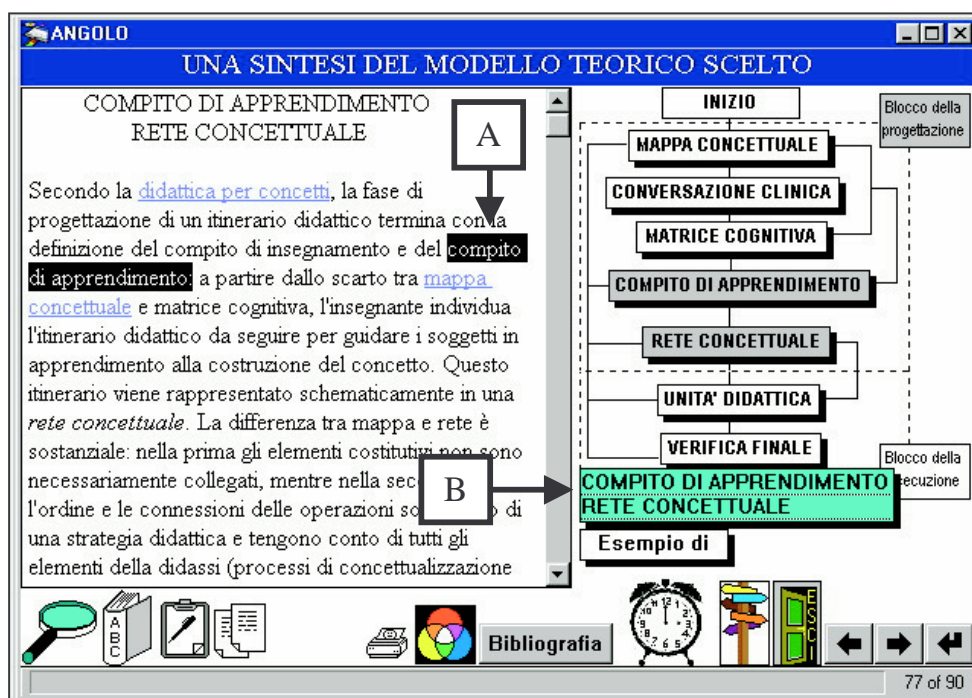 ANGOLO
UNA SINTESI DEL MODELLO TEORICO SCELTO
COMPITO DI APPRENDIMENTO
RETE CONCETTUALE
A
Secondo la didattica per concetti, la fase di
progettazione di un itinerario didattico termina con la
definizione del compito di insegnamento e del compito
di apprendimento: a partire dallo scarto tra mappa
concettuale e matrice cognitiva, l'insegnante individua
l'itinerario didattico da seguire per guidare i soggetti in
apprendimento alla costruzione del concetto. Questo
itinerario viene rappresentato schematicamente in una
rete concettuale. La differenza tra mappa e rete è
sostanziale: nella prima gli elementi costitutivi non sono
necessariamente collegati, mentre nella
l'ordine e le connessioni delle operazioni di
una strategia didattica e tengono conto di tutti gli
elementi della didassi (processi di concettualizzazione
B
INIZIO
Blocco della
progettazione
MAPPA CONCETTUALE
CONVERSAZIONE CLINICA
MATRICE COGNITIVA
COMPITO DI APPRENDIMENTO
RETE CONCETTUALE
UNITA' DIDATTICA
VERIFICA FINALE
Blocco della
COMPITO DI APPRENDIMENTO
RETE CONCETTUALE
Esempio di
ABC
Bibliografia
ESCI
77 of 90